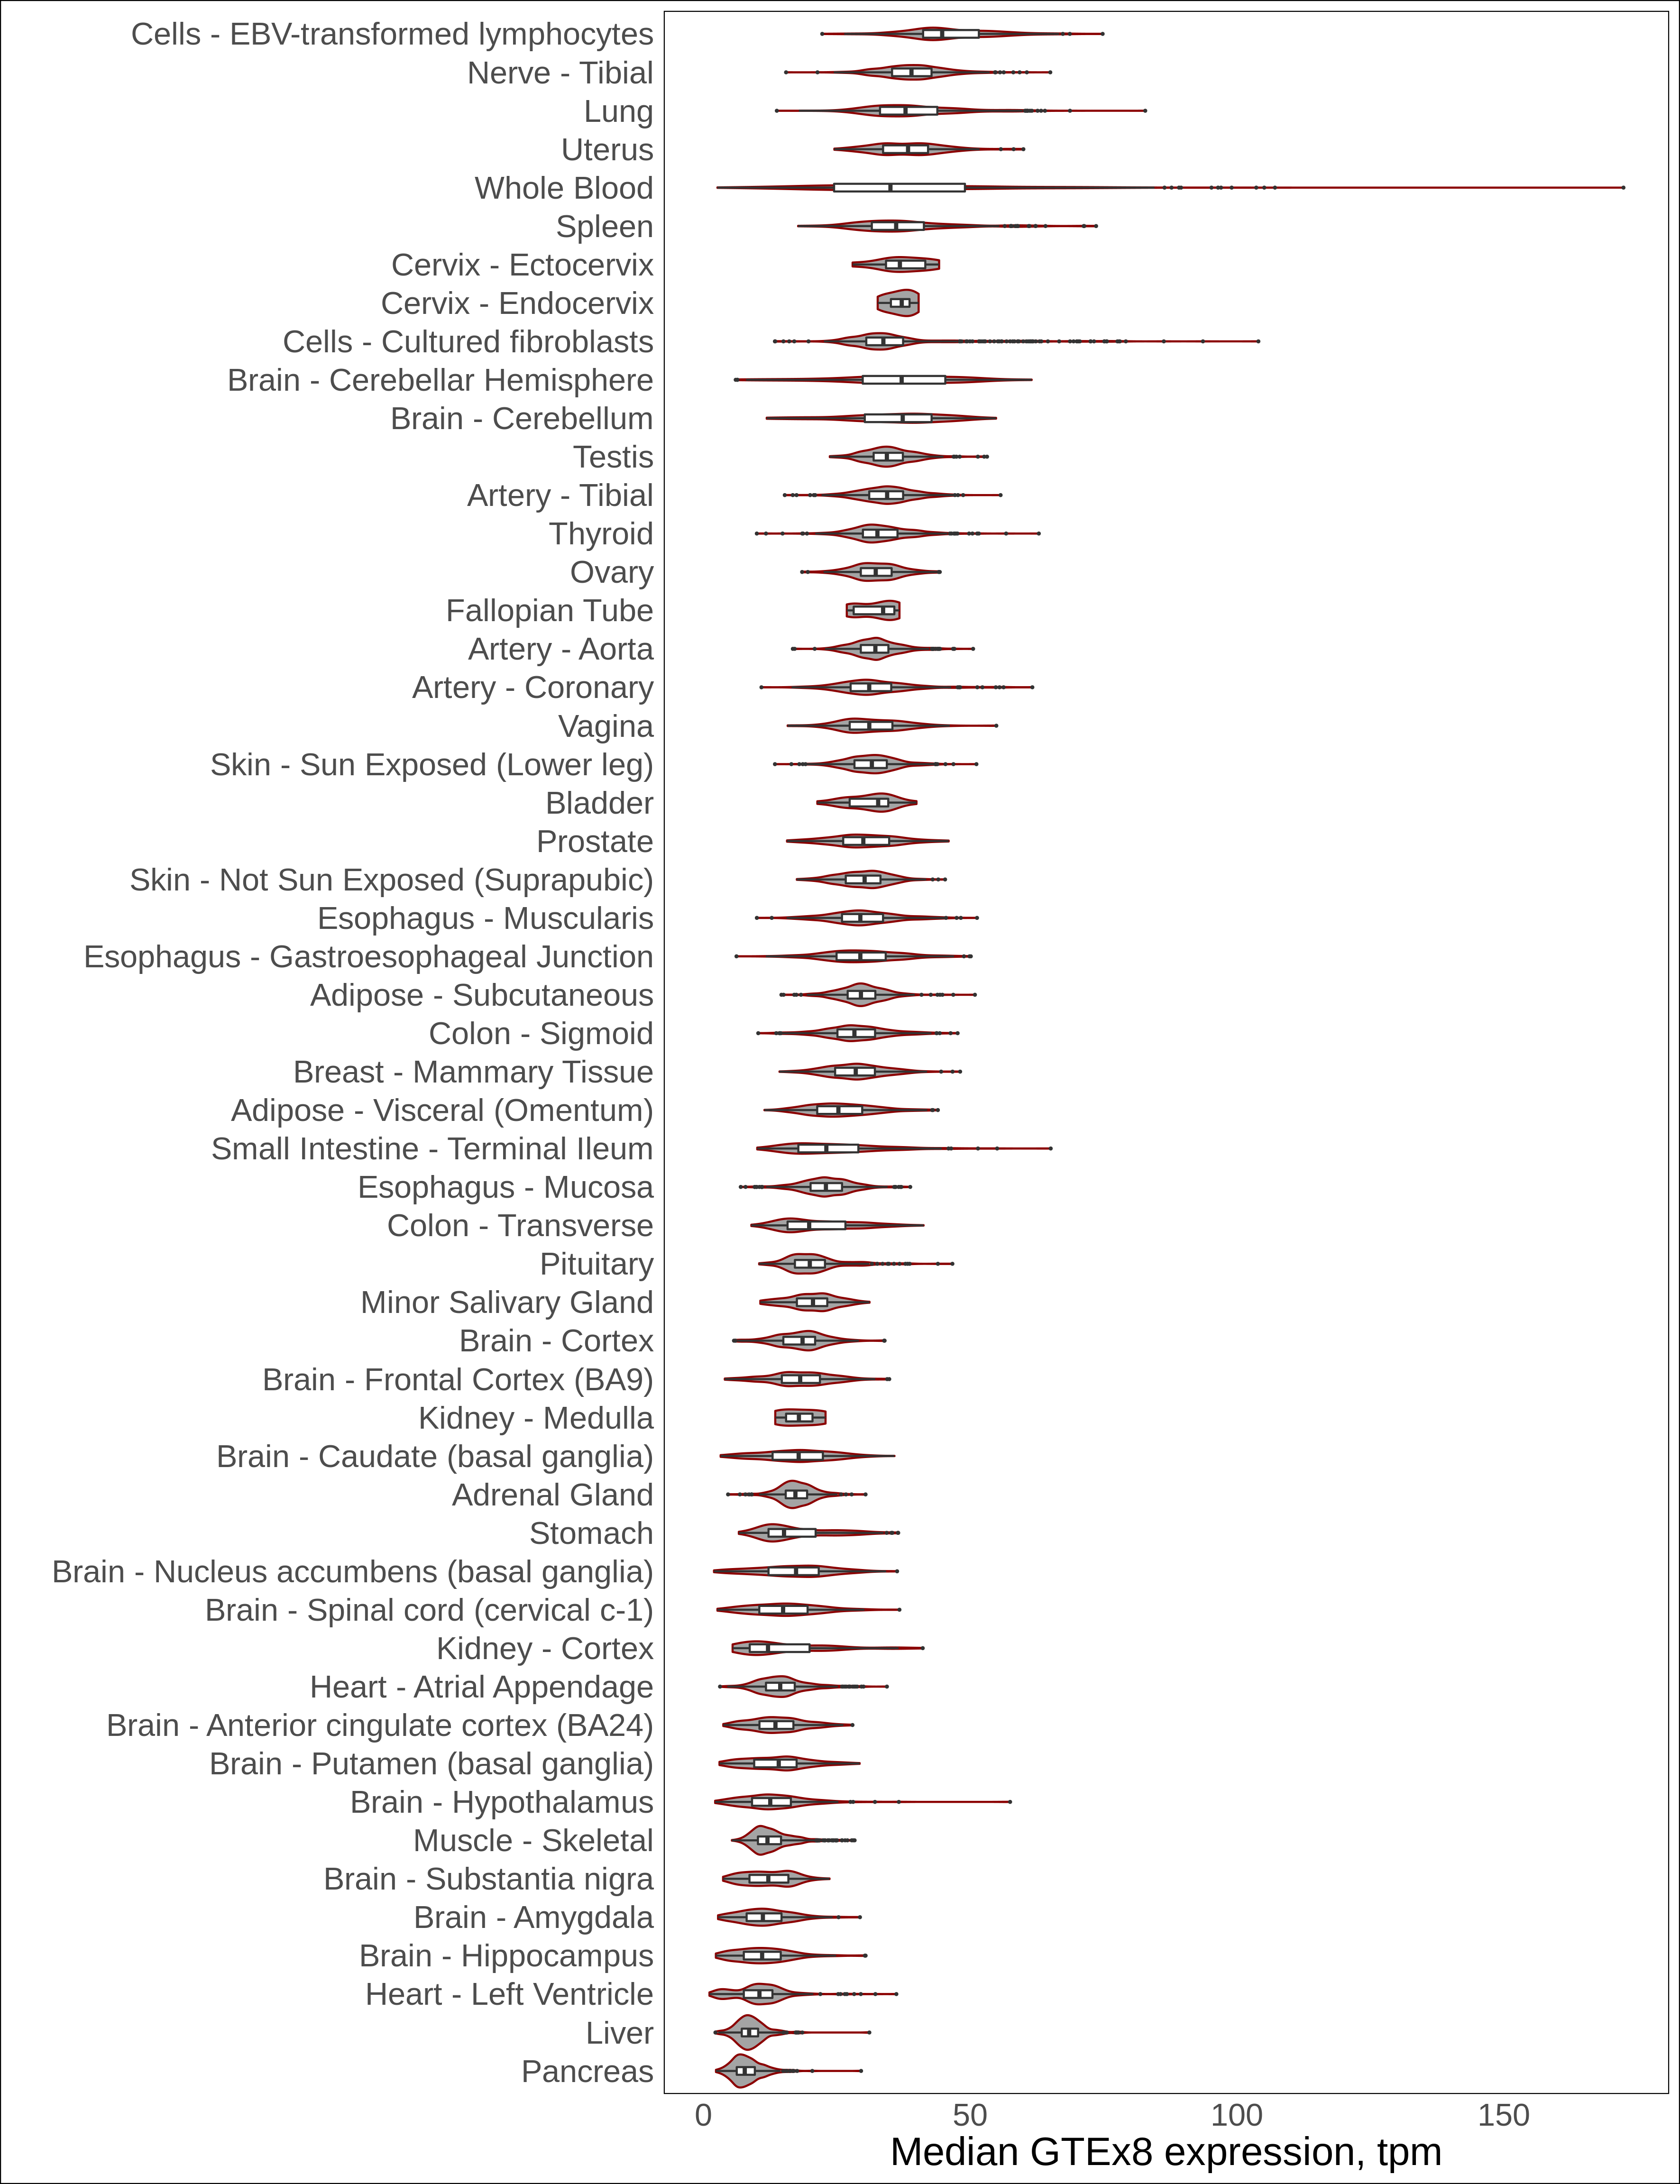 Cells - EBV-transformed lymphocytes
Nerve - Tibial
Lung
Uterus
Whole Blood
Spleen
Cervix - Ectocervix
Cervix - Endocervix
Cells - Cultured fibroblasts
Brain - Cerebellar Hemisphere
Brain - Cerebellum
Testis
Artery - Tibial
Thyroid
Ovary
Fallopian Tube
Artery - Aorta
Artery - Coronary
Vagina
Skin - Sun Exposed (Lower leg)
Bladder
Prostate
Skin - Not Sun Exposed (Suprapubic)
Esophagus - Muscularis
Esophagus - Gastroesophageal Junction
Adipose - Subcutaneous
Colon - Sigmoid
Breast - Mammary Tissue
Adipose - Visceral (Omentum)
Small Intestine - Terminal Ileum
Esophagus - Mucosa
Colon - Transverse
Pituitary
Minor Salivary Gland
Brain - Cortex
Brain - Frontal Cortex (BA9)
Kidney - Medulla
Brain - Caudate (basal ganglia)
Adrenal Gland
Stomach
Brain - Nucleus accumbens (basal ganglia)
Brain - Spinal cord (cervical c-1)
Kidney - Cortex
Heart - Atrial Appendage
Brain - Anterior cingulate cortex (BA24)
Brain - Putamen (basal ganglia)
Brain - Hypothalamus
Muscle - Skeletal
Brain - Substantia nigra
Brain - Amygdala
Brain - Hippocampus
Heart - Left Ventricle
Liver
Pancreas
0 50 100 150
Median GTEx8 expression, tpm